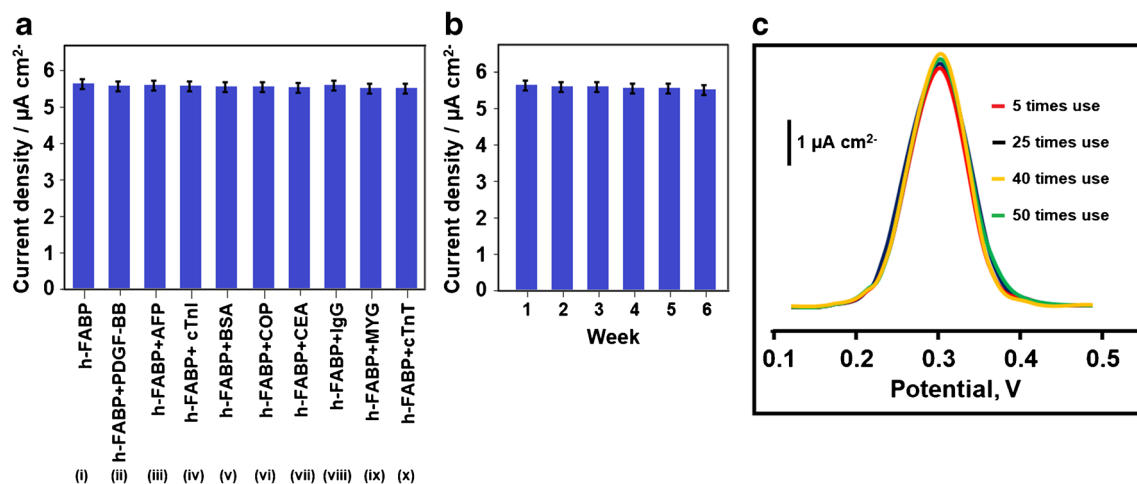 a
Current density / µA cm²⁻
6
5
4
3
2
1
0
h-FABP
h-FABP+PDGF-BB
h-FABP+AFP
h-FABP+ cTnI
h-FABP+BSA
h-FABP+COP
h-FABP+CEA
h-FABP+IgG
h-FABP+MYG
h-FABP+cTnT
(i) (ii) (iii) (iv) (v) (vi) (vii) (viii) (ix) (x)
b
Current density / µA cm²⁻
6
5
4
3
2
1
0
1 2 3 4 5 6
Week
c
1 µA cm²⁻
5 times use
25 times use
40 times use
50 times use
0.1 0.2 0.3 0.4 0.5
Potential, V